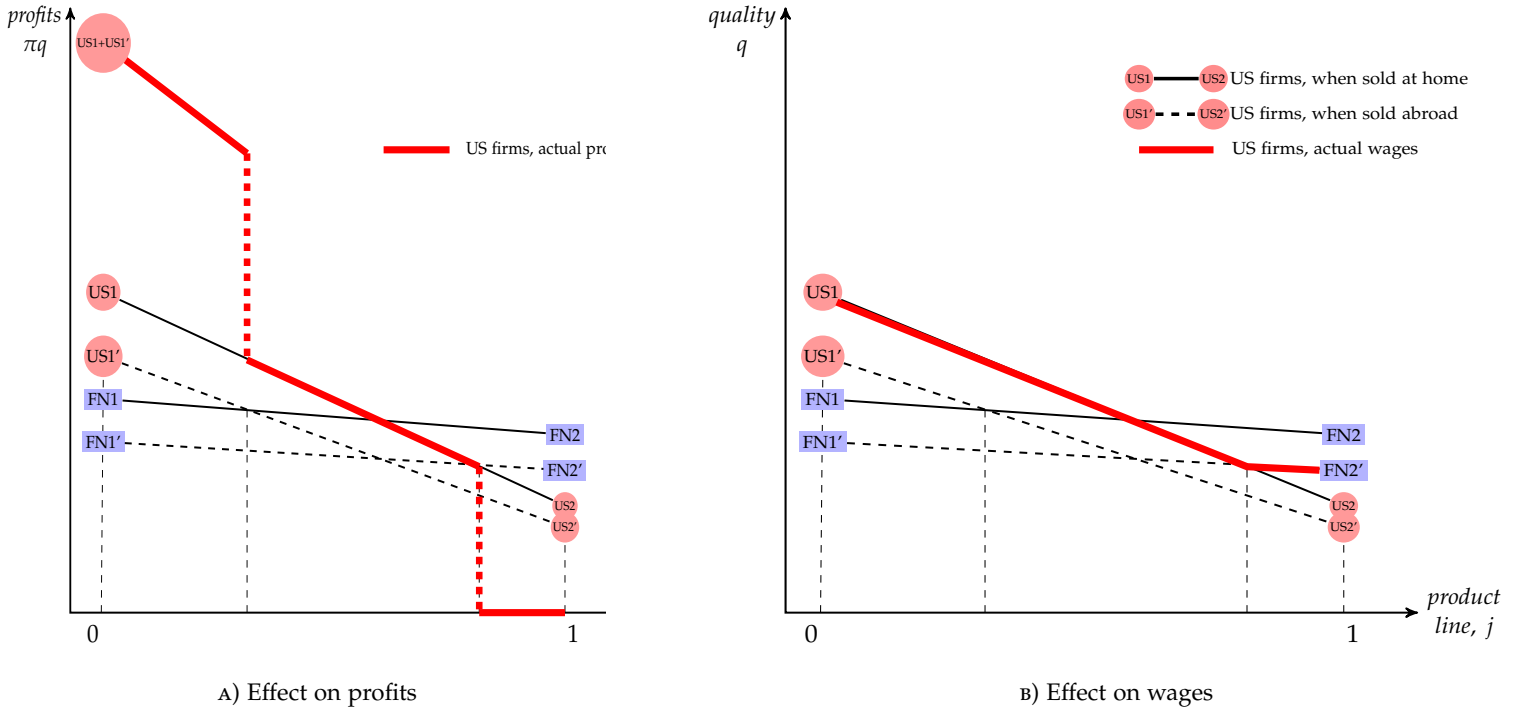 profits
πq
US1+US1'
US firms, actual pro
US1
US1'
FN1
FN1'
FN2
FN2'
US2
US2'
0
1
A) Effect on profits
quality
q
US1 US2 US firms, when sold at home
US1' US2' US firms, when sold abroad
US firms, actual wages
US1
US1'
FN1
FN1'
FN2
FN2'
US2
US2'
0
1
product
line, j
B) Effect on wages